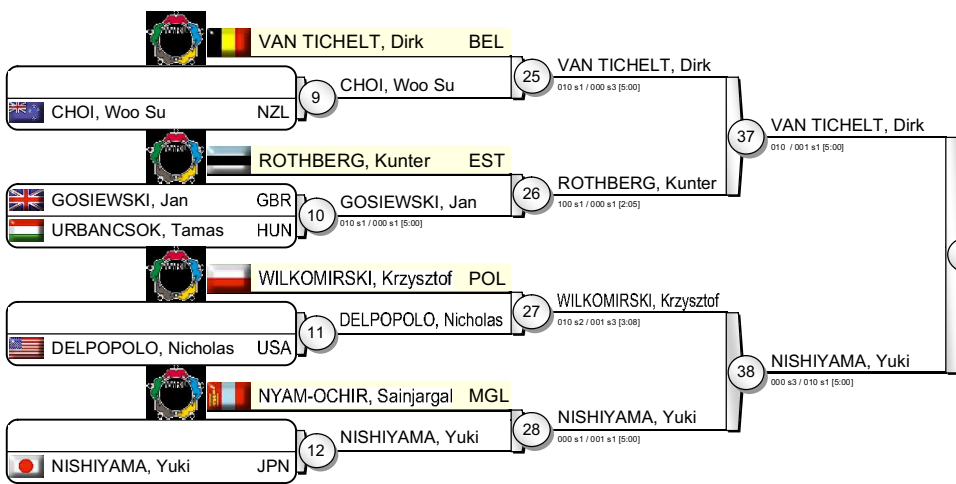 VAN TICHELT, Dirk BEL
CHOI, Woo Su NZL
9
CHOI, Woo Su
25
VAN TICHELT, Dirk
010 s1 / 000 s3 [5:00]
ROTHBERG, Kunter EST
GOSIEWSKI, Jan GBR
URBANCSOK, Tamas HUN
10
GOSIEWSKI, Jan
010 s1 / 000 s1 [5:00]
26
ROTHBERG, Kunter
100 s1 / 000 s1 [2:05]
37
VAN TICHELT, Dirk
010 / 001 s1 [5:00]
WILKOMIRSKI, Krzysztof POL
DELPOPOLO, Nicholas USA
11
DELPOPOLO, Nicholas
27
WILKOMIRSKI, Krzysztof
010 s2 / 001 s3 [3:08]
NYAM-OCHIR, Sainjargal MGL
NISHIYAMA, Yuki JPN
12
NISHIYAMA, Yuki
28
NISHIYAMA, Yuki
000 s1 / 001 s1 [5:00]
38
NISHIYAMA, Yuki
000 s3 / 010 s1 [5:00]